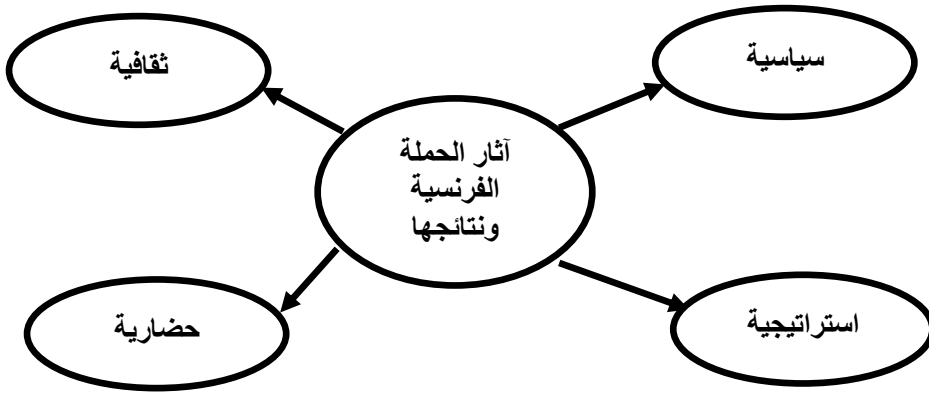 سياسية
ثقافية
آثار الحملة
الفرنسية
ونتائجها
استراتيجية
حضارية